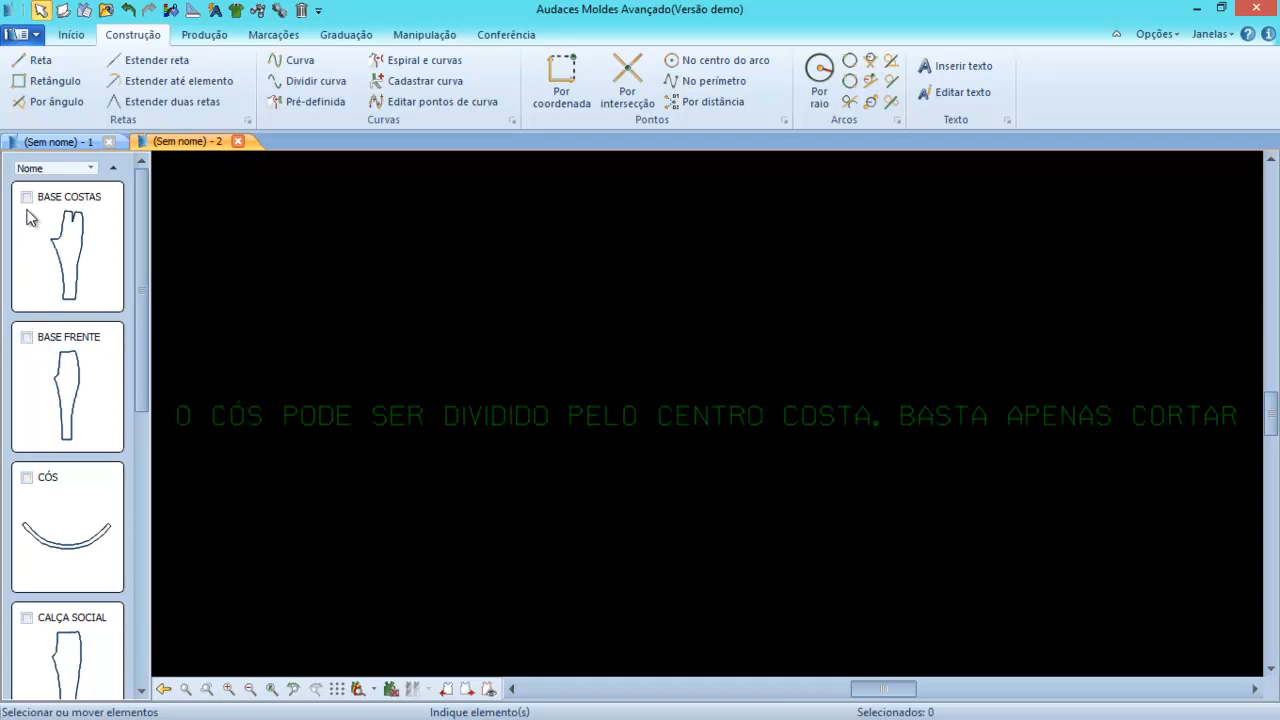 Audaces Moldes Avançado(Versão demo)
Início Construção Produção Marcações Graduação Manipulação Conferência Opções Janelas
Reta Estender reta Curva Espiral e curvas No centro do arco Inserir texto
Retângulo Estender até elemento Dividir curva Cadastrar curva No perímetro
Por ângulo Estender duas retas Pré-definida Editar pontos de curva Por coordenada Por intersecção Por distância Por raio Editar texto
Retas Curvas Pontos Arcos Texto
(Sem nome) - 1 (Sem nome) - 2
Nome
BASE COSTAS
BASE FRENTE
O CÓS PODE SER DIVIDIDO PELO CENTRO COSTA, BASTA APENAS CORTAR
CÓS
CALÇA SOCIAL
Selecionar ou mover elementos Indique elemento(s) Selecionados: 0